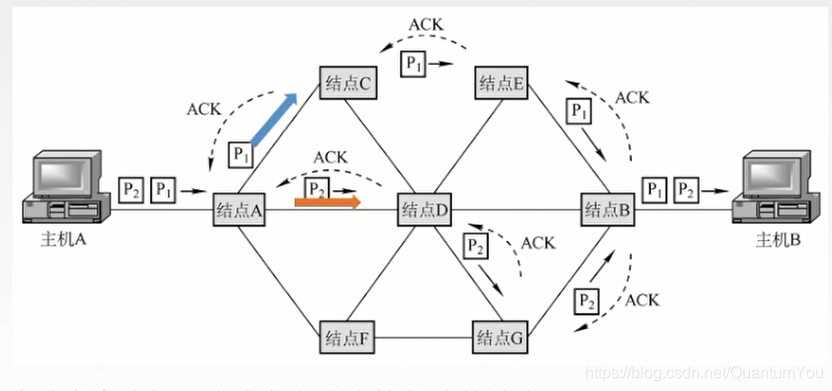 ACK
P1
结点C
结点E
ACK
ACK
P1
P1
ACK
P2
P2 P1
结点A
结点D
结点B
P1 P2
主机A
主机B
P2
ACK
P2
ACK
结点F
结点G
https://blog.csdn.net/QuantumYou